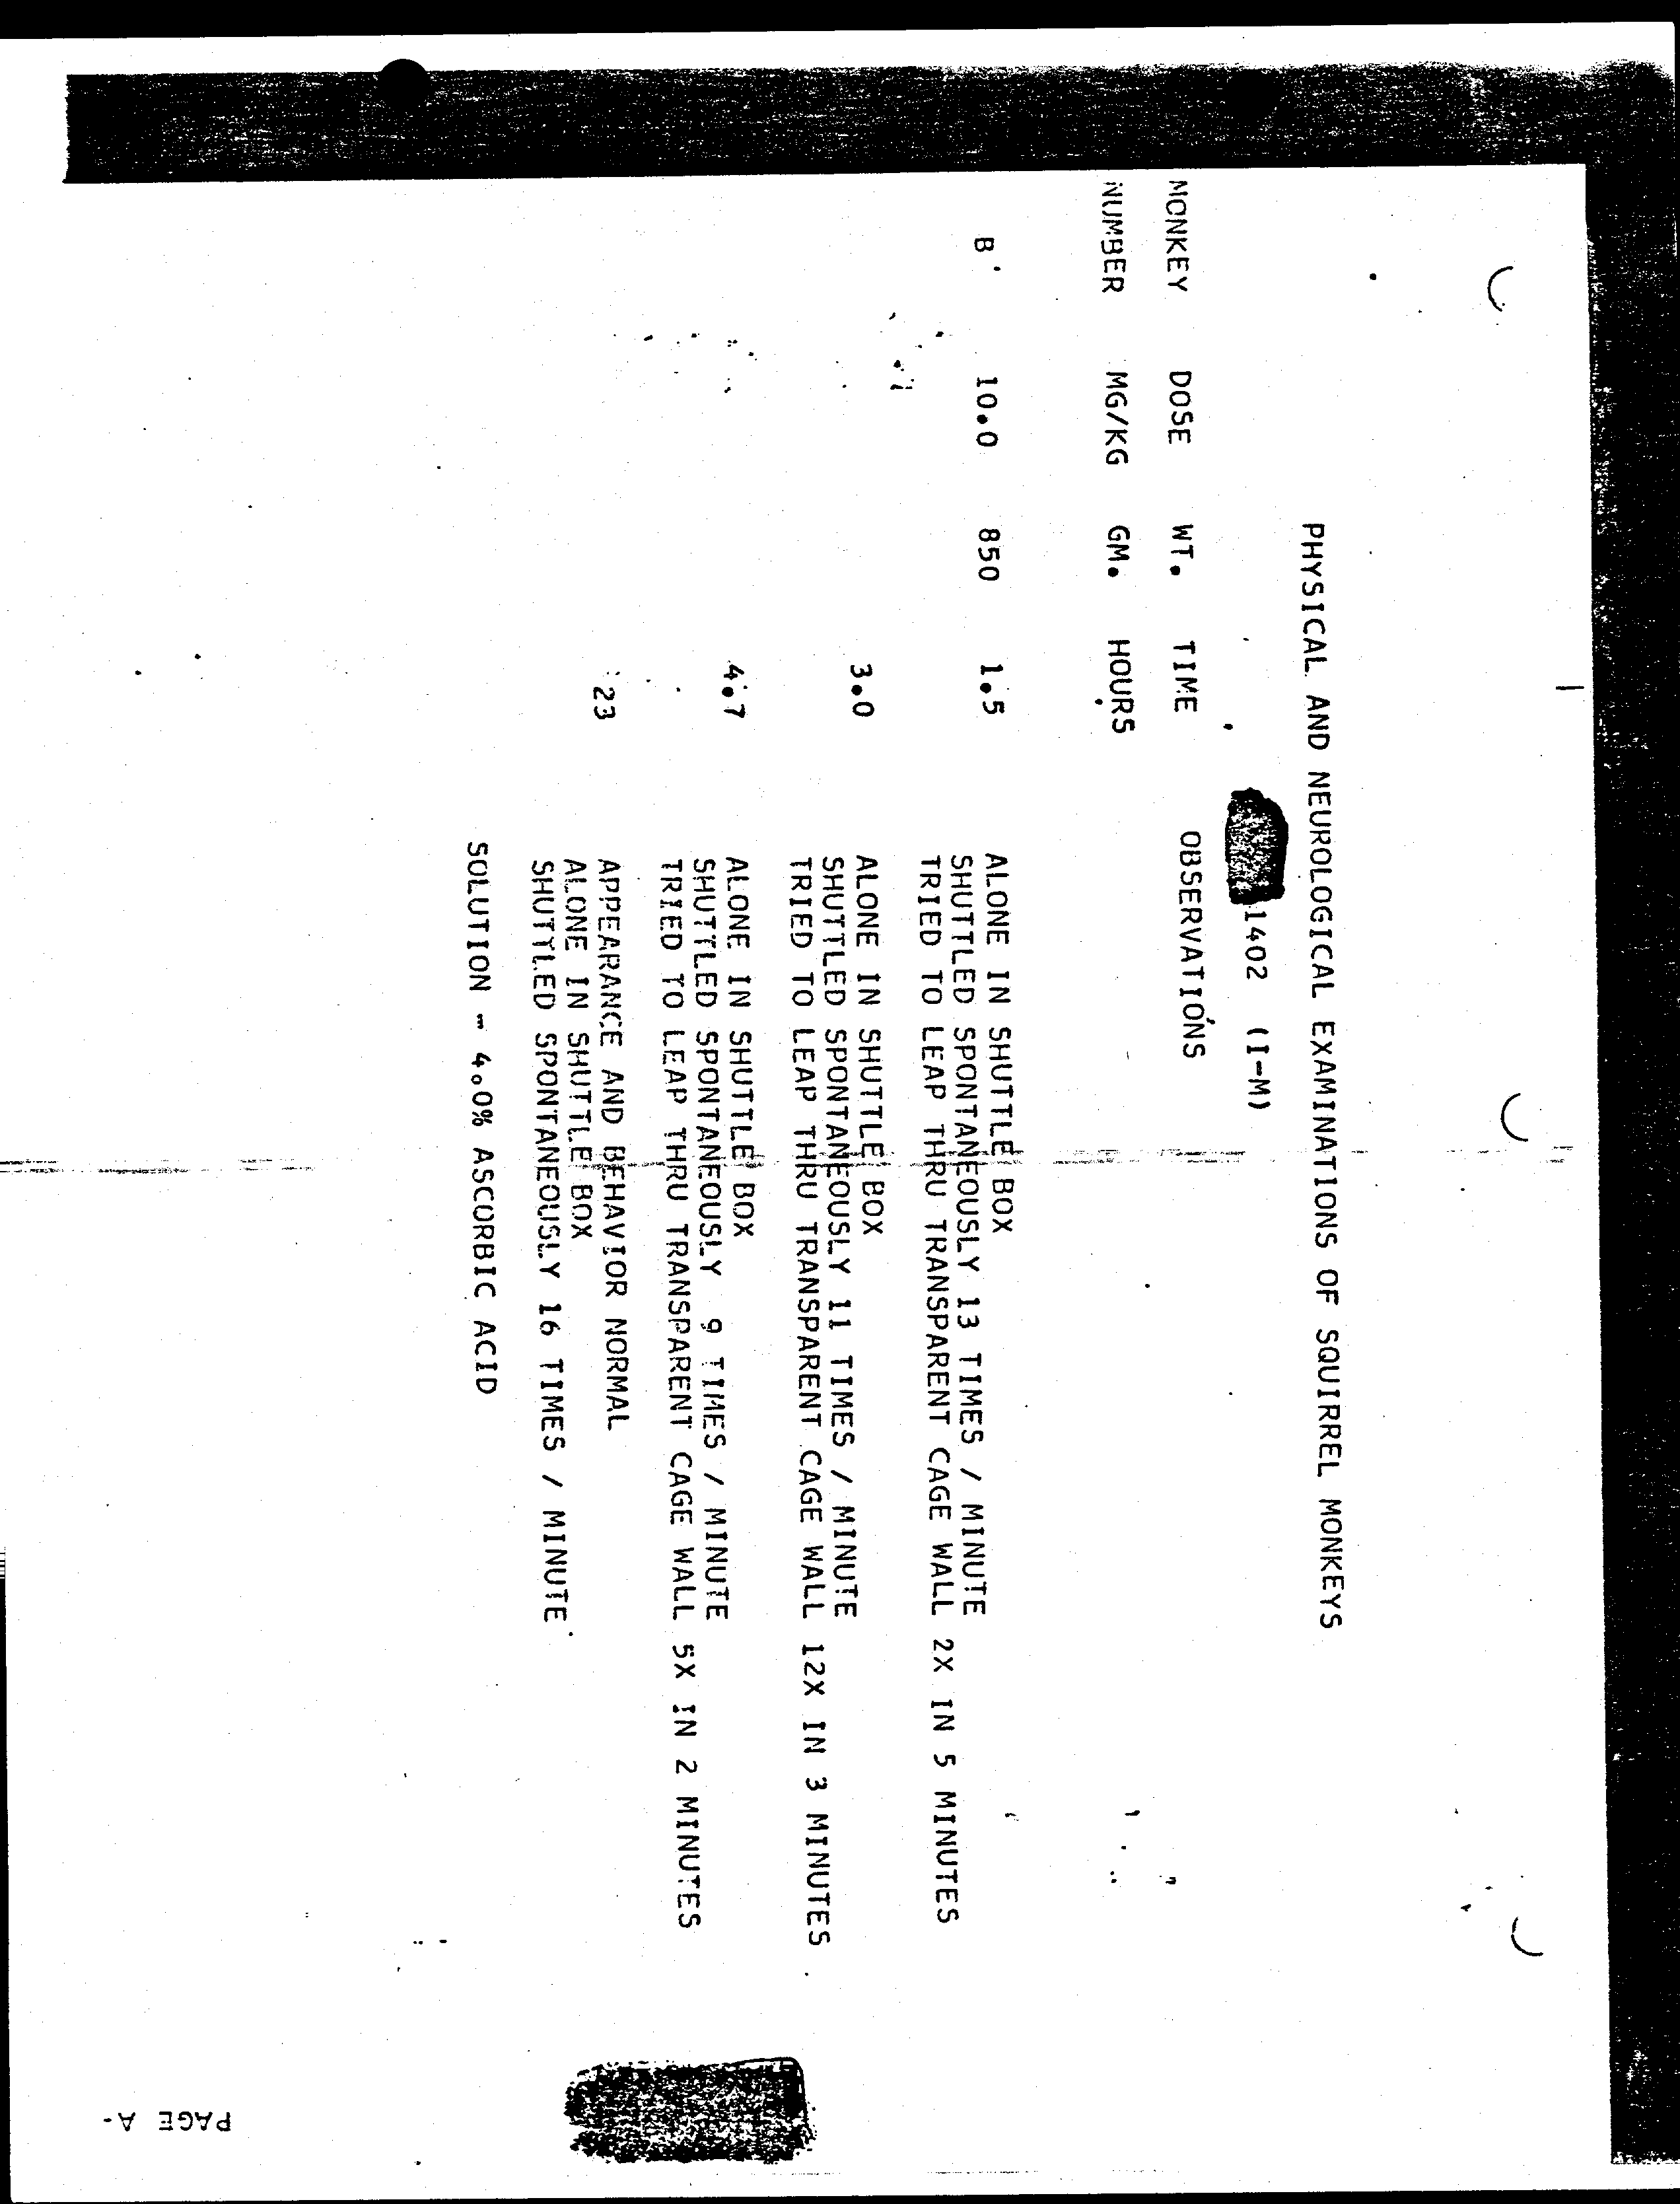 PHYSICAL AND NEUROLOGICAL EXAMINATIONS OF SQUIRREL MONKEYS
1402 (I-M)
MONKEY DOSE WT. TIME OBSERVATIONS
NUMBER MG/KG GM. HOURS
B 10.0 850 1.5 ALONE IN SHUTTLE BOX
SHUTTLED SPONTANEOUSLY 13 TIMES / MINUTE
TRIED TO LEAP THRU TRANSPARENT CAGE WALL 2X IN 5 MINUTES
3.0 ALONE IN SHUTTLE BOX
SHUTTLED SPONTANEOUSLY 11 TIMES / MINUTE
TRIED TO LEAP THRU TRANSPARENT CAGE WALL 12X IN 3 MINUTES
4.7 ALONE IN SHUTTLE BOX
SHUTTLED SPONTANEOUSLY 9 TIMES / MINUTE
TRIED TO LEAP THRU TRANSPARENT CAGE WALL 5X IN 2 MINUTES
23 APPEARANCE AND BEHAVIOR NORMAL
ALONE IN SHUTTLE BOX
SHUTTLED SPONTANEOUSLY 16 TIMES / MINUTE
SOLUTION - 4.0% ASCORBIC ACID
PAGE A-